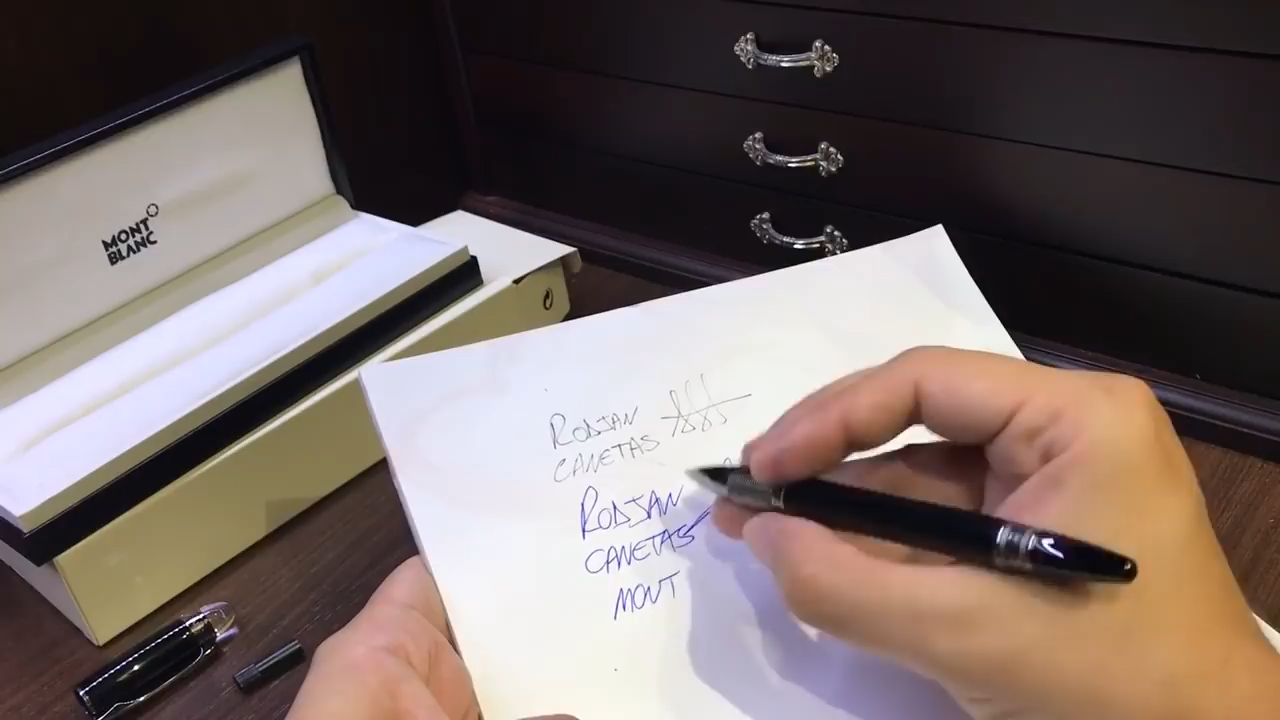 MONT
BLANC
RODJAN
CANETAS
RODJAN
CANETAS
MONT